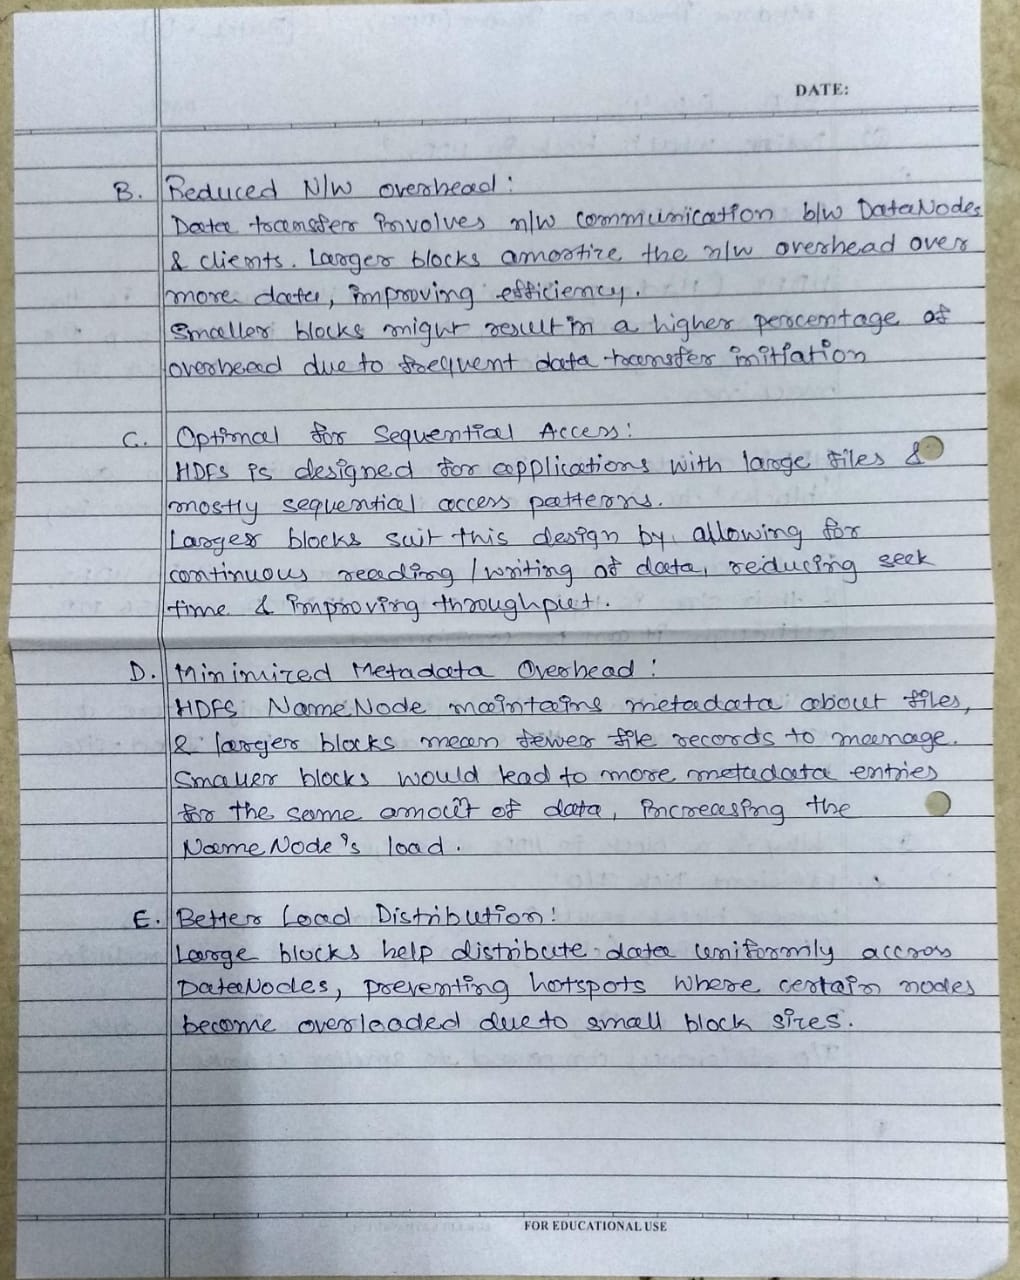 DATE:
B. Reduced N/W overhead:
Data transfer involves n/w communication b/w DataNodes
& clients. Larger blocks amortize the n/w overhead over
more data, improving efficiency.
Smaller blocks might result in a higher percentage of
overhead due to frequent data transfer initiation
C. Optimal for Sequential Access:
HDFS is designed for applications with large files &
mostly sequential access patterns.
Larger blocks suit this design by allowing for
continuous reading / writing of data, reducing seek
time & improving throughput.
D. Minimized Metadata Overhead:
HDFS NameNode maintains metadata about files,
& larger blocks mean fewer file records to manage.
Smaller blocks would lead to more metadata entries
for the same amout of data, increasing the
NameNode's load.
E. Better Load Distribution:
Large blocks help distribute data uniformly accross
DataNodes, preventing hotspots where certain nodes
become overloaded due to small block sizes.
FOR EDUCATIONAL USE